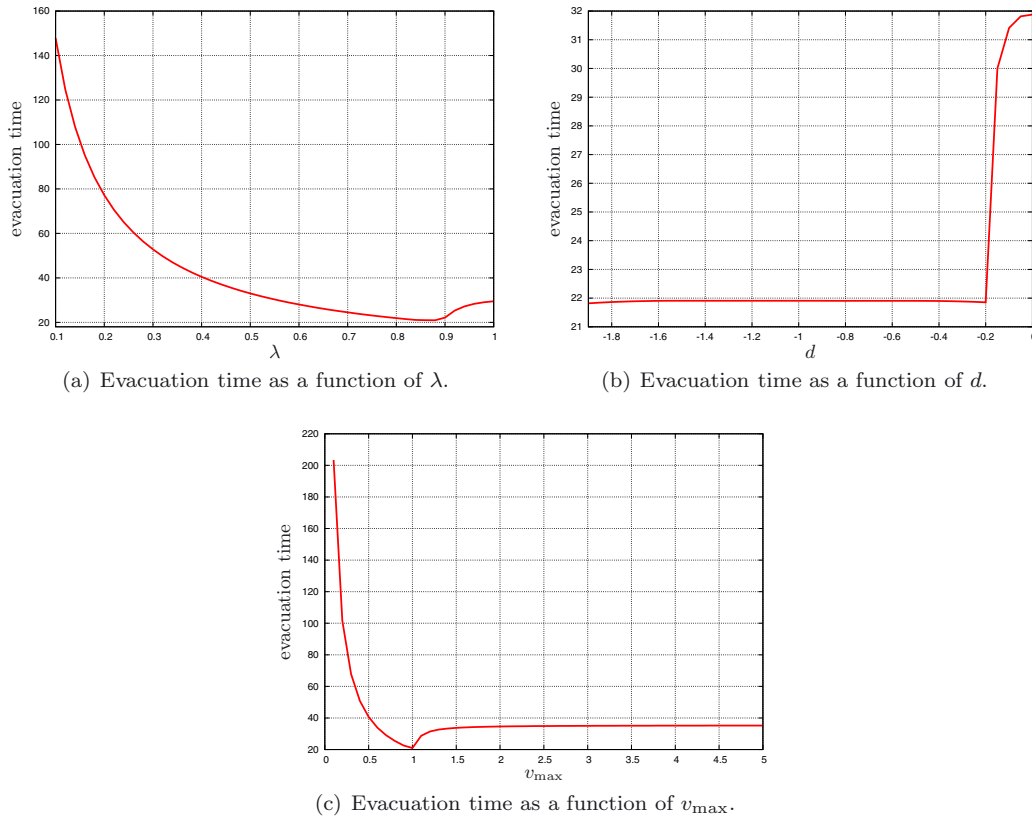 160
140
120
100
80
60
40
20
evacuation time
0.1 0.2 0.3 0.4 0.5 0.6 0.7 0.8 0.9 1
λ
(a) Evacuation time as a function of λ.
32
31
30
29
28
27
26
25
24
23
22
21
evacuation time
-1.8 -1.6 -1.4 -1.2 -1 -0.8 -0.6 -0.4 -0.2
d
(b) Evacuation time as a function of d.
220
200
180
160
140
120
100
80
60
40
20
evacuation time
0 0.5 1 1.5 2 2.5 3 3.5 4 4.5 5
v_max
(c) Evacuation time as a function of v_max.